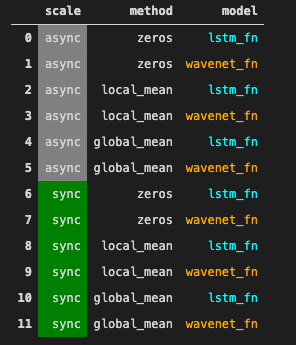 scale method model
0 async zeros lstm_fn
1 async zeros wavenet_fn
2 async local_mean lstm_fn
3 async local_mean wavenet_fn
4 async global_mean lstm_fn
5 async global_mean wavenet_fn
6 sync zeros lstm_fn
7 sync zeros wavenet_fn
8 sync local_mean lstm_fn
9 sync local_mean wavenet_fn
10 sync global_mean lstm_fn
11 sync global_mean wavenet_fn